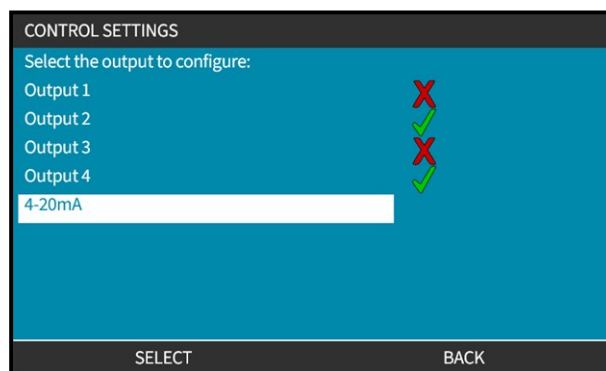 CONTROL SETTINGS
Select the output to configure:
Output 1
Output 2
Output 3
Output 4
4-20mA
SELECT BACK